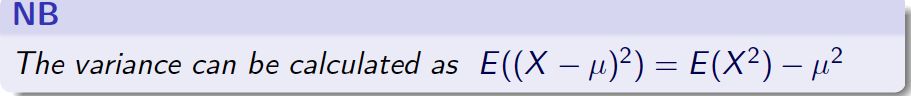 NB
The variance can be calculated as E((X − μ)²) = E(X²) − μ²